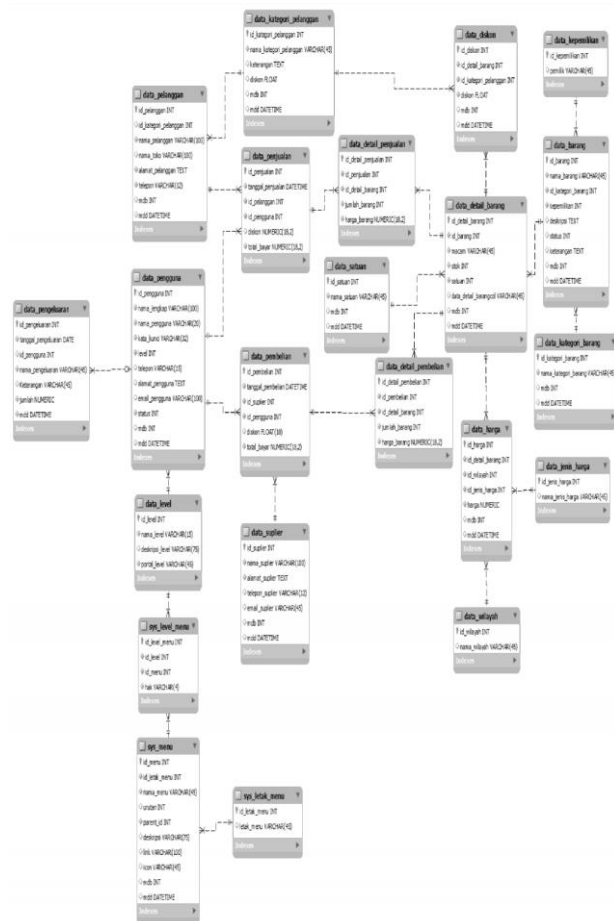 data_kategori_pelanggan
id_kategori_pelanggan INT
nama_kategori_pelanggan VARCHAR(45)
keterangan TEXT
diskon FLOAT
mdb INT
mdd DATETIME
Indexes
data_diskon
id_diskon INT
id_detail_barang INT
id_kategori_pelanggan INT
diskon FLOAT
mdb INT
mdd DATETIME
Indexes
data_kepemilikan
id_kepemilikan INT
pemilik VARCHAR(45)
Indexes
data_pelanggan
id_pelanggan INT
id_kategori_pelanggan INT
nama_pelanggan VARCHAR(100)
nama_toko VARCHAR(100)
alamat_pelanggan TEXT
telepon VARCHAR(12)
mdb INT
mdd DATETIME
Indexes
data_penjualan
id_penjualan INT
tanggal_penjualan DATETIME
id_pelanggan INT
id_pengguna INT
diskon NUMERIC(18,2)
total_bayar NUMERIC(18,2)
Indexes
data_detail_penjualan
id_detail_penjualan INT
id_penjualan INT
id_detail_barang INT
jumlah_barang INT
harga_barang NUMERIC(18,2)
Indexes
data_barang
id_barang INT
nama_barang VARCHAR(45)
id_kategori_barang INT
kepemilikan INT
deskripsi TEXT
status INT
keterangan TEXT
mdb INT
mdd DATETIME
Indexes
data_detail_barang
id_detail_barang INT
id_barang INT
macam VARCHAR(45)
stok INT
satuan INT
data_detail_barangcol VARCHAR(45)
mdb INT
mdd DATETIME
Indexes
data_satuan
id_satuan INT
nama_satuan VARCHAR(45)
mdb INT
mdd DATETIME
Indexes
data_pengguna
id_pengguna INT
nama_lengkap VARCHAR(100)
nama_pengguna VARCHAR(20)
kata_kunci VARCHAR(32)
level INT
telepon VARCHAR(15)
alamat_pengguna TEXT
email_pengguna VARCHAR(100)
status INT
mdb INT
mdd DATETIME
Indexes
data_pengeluaran
id_pengeluaran INT
tanggal_pengeluaran DATE
id_pengguna INT
nama_pengeluaran VARCHAR(45)
keterangan VARCHAR(45)
jumlah NUMERIC
mdd DATETIME
Indexes
data_pembelian
id_pembelian INT
tanggal_pembelian DATETIME
id_suplier INT
id_pengguna INT
diskon FLOAT(18)
total_bayar NUMERIC(18,2)
Indexes
data_detail_pembelian
id_detail_pembelian INT
id_pembelian INT
id_detail_barang INT
jumlah_barang INT
harga_barang NUMERIC(18,2)
Indexes
data_kategori_barang
id_kategori_barang INT
nama_kategori_barang VARCHAR(45)
mdb INT
mdd DATETIME
Indexes
data_harga
id_harga INT
id_detail_barang INT
id_wilayah INT
id_jenis_harga INT
harga NUMERIC
mdb INT
mdd DATETIME
Indexes
data_jenis_harga
id_jenis_harga INT
nama_jenis_harga VARCHAR(45)
Indexes
data_level
id_level INT
nama_level VARCHAR(15)
deskripsi_level VARCHAR(75)
portal_level VARCHAR(45)
Indexes
data_suplier
id_suplier INT
nama_suplier VARCHAR(100)
alamat_suplier TEXT
telepon_suplier VARCHAR(12)
email_suplier VARCHAR(45)
mdb INT
mdd DATETIME
Indexes
data_wilayah
id_wilayah INT
nama_wilayah VARCHAR(45)
Indexes
sys_level_menu
id_level_menu INT
id_level INT
id_menu INT
hak VARCHAR(4)
Indexes
sys_menu
id_menu INT
id_letak_menu INT
nama_menu VARCHAR(45)
urutan INT
parent_id INT
deskripsi VARCHAR(75)
link VARCHAR(100)
icon VARCHAR(45)
mdb INT
mdd DATETIME
Indexes
sys_letak_menu
id_letak_menu INT
letak_menu VARCHAR(45)
Indexes